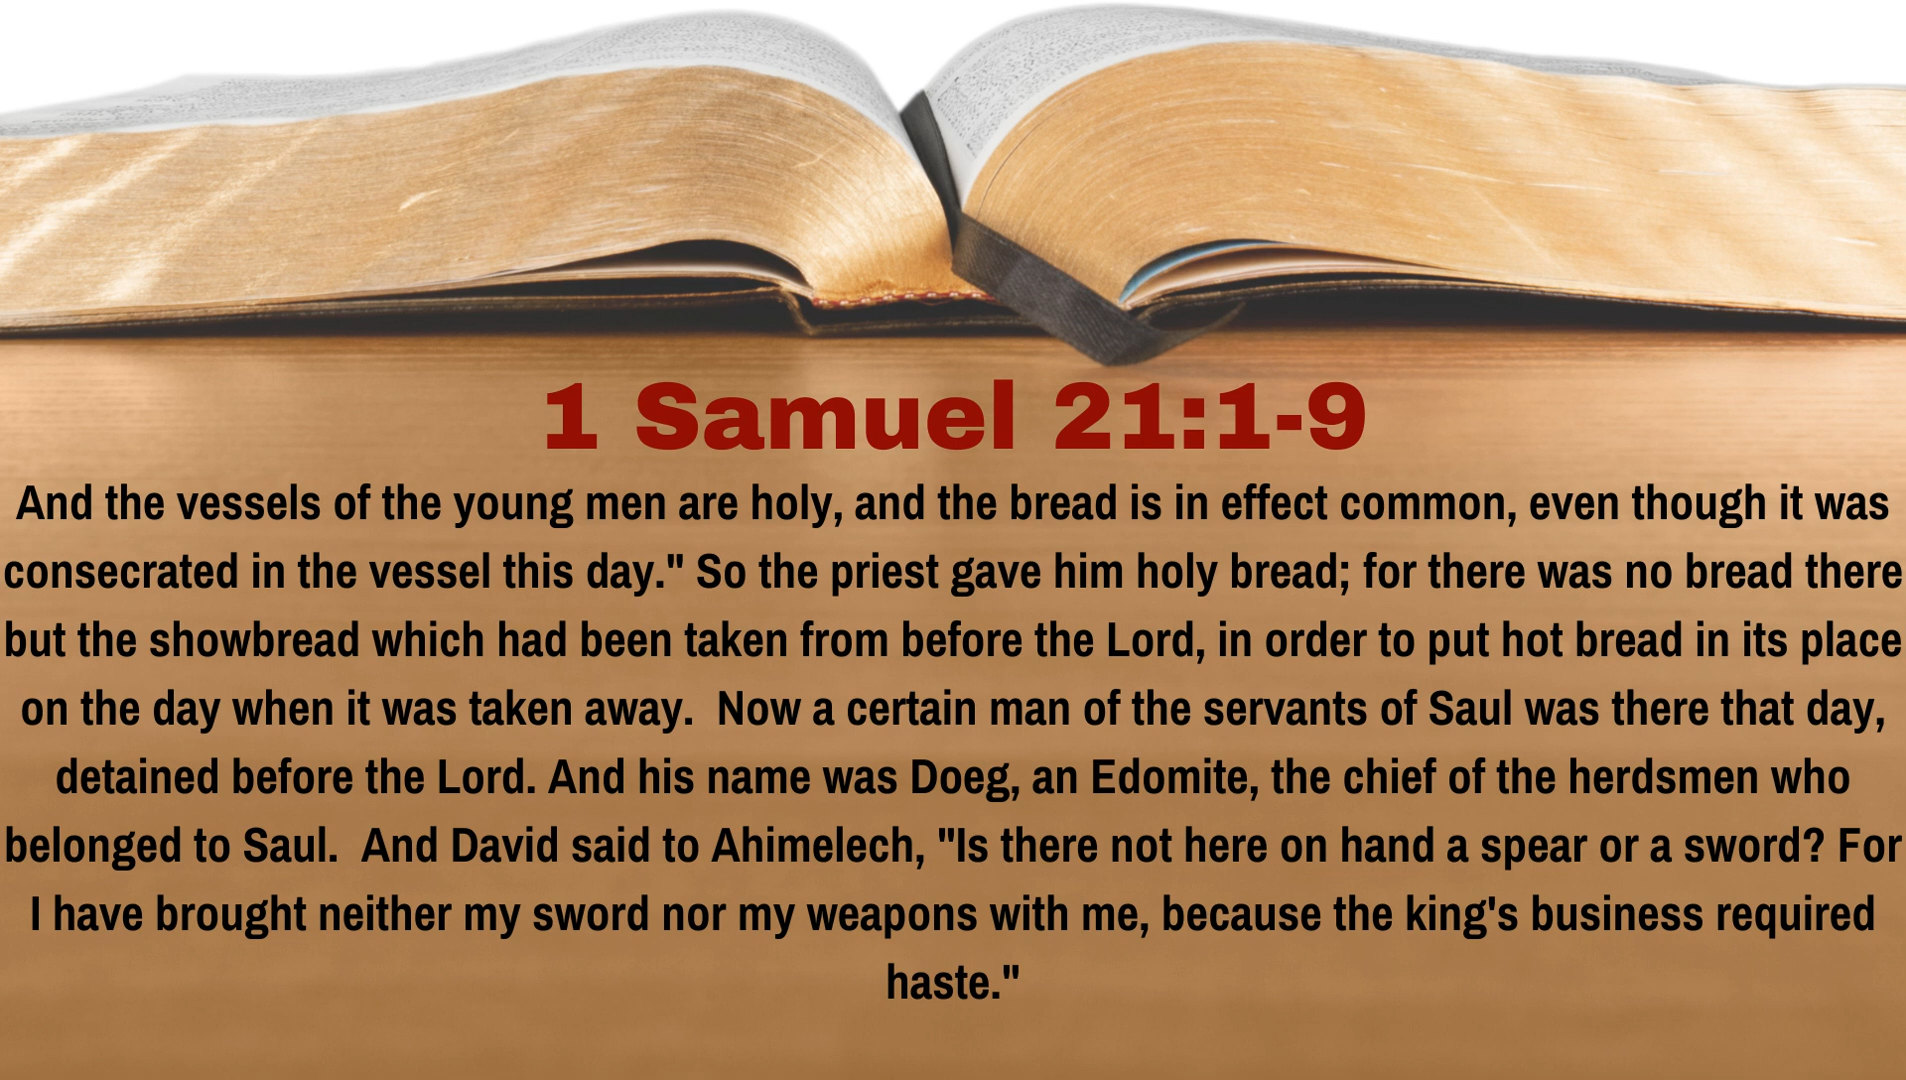 1 Samuel 21:1-9
And the vessels of the young men are holy, and the bread is in effect common, even though it was
consecrated in the vessel this day." So the priest gave him holy bread; for there was no bread there
but the showbread which had been taken from before the Lord, in order to put hot bread in its place
on the day when it was taken away.  Now a certain man of the servants of Saul was there that day,
detained before the Lord. And his name was Doeg, an Edomite, the chief of the herdsmen who
belonged to Saul.  And David said to Ahimelech, "Is there not here on hand a spear or a sword? For
I have brought neither my sword nor my weapons with me, because the king's business required
haste."